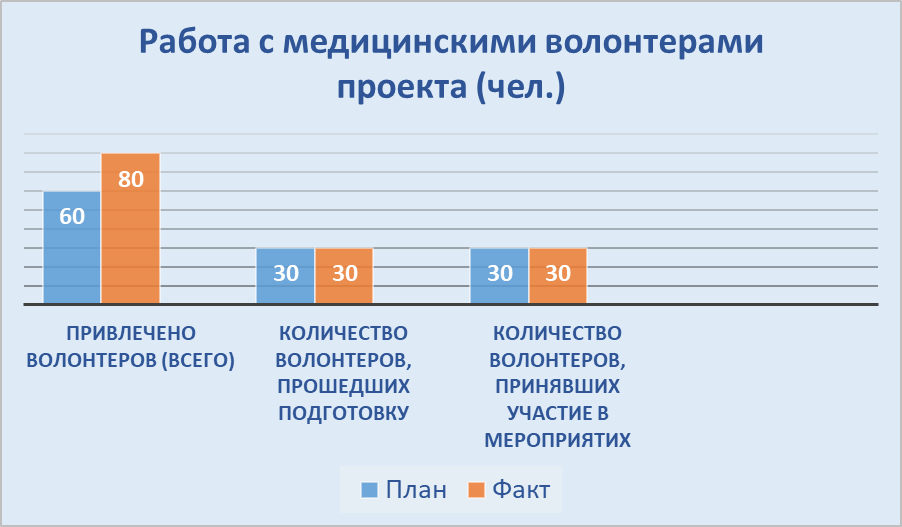 Работа с медицинскими волонтерами
проекта (чел.)
60
80
30
30
30
30
ПРИВЛЕЧЕНО
ВОЛОНТЕРОВ (ВСЕГО)
КОЛИЧЕСТВО
ВОЛОНТЕРОВ,
ПРОШЕДШИХ
ПОДГОТОВКУ
КОЛИЧЕСТВО
ВОЛОНТЕРОВ,
ПРИНЯВШИХ
УЧАСТИЕ В
МЕРОПРИЯТИХ
План
Факт